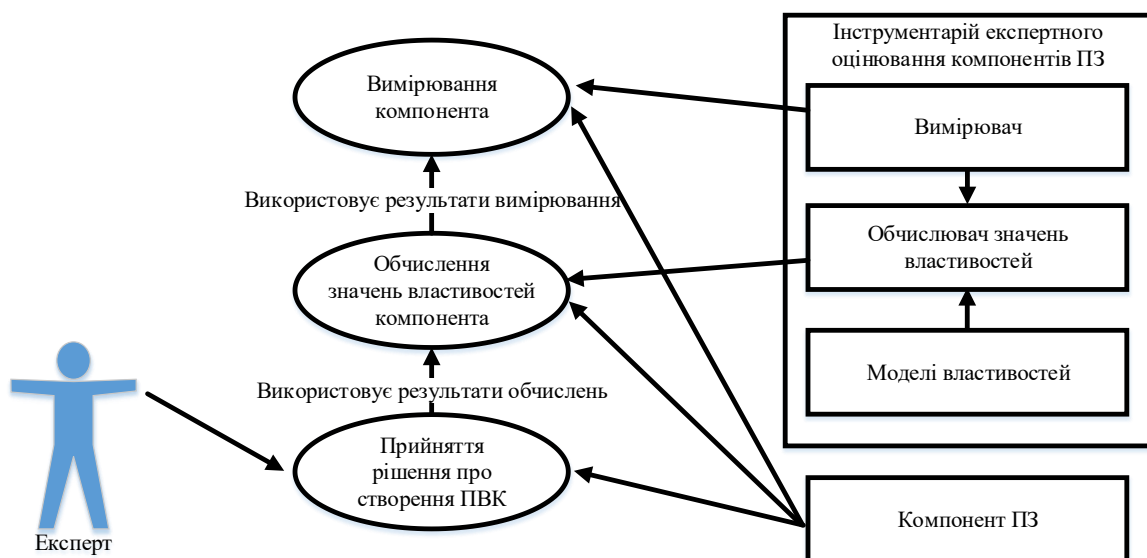 Інструментарій експертного
оцінювання компонентів ПЗ
Вимірювання
компонента
Вимірювач
Використовує результати вимірювання
Обчислювач значень
властивостей
Обчислення
значень властивостей
компонента
Моделі властивостей
Використовує результати обчислень
Прийняття
рішення про
створення ПВК
Компонент ПЗ
Експерт